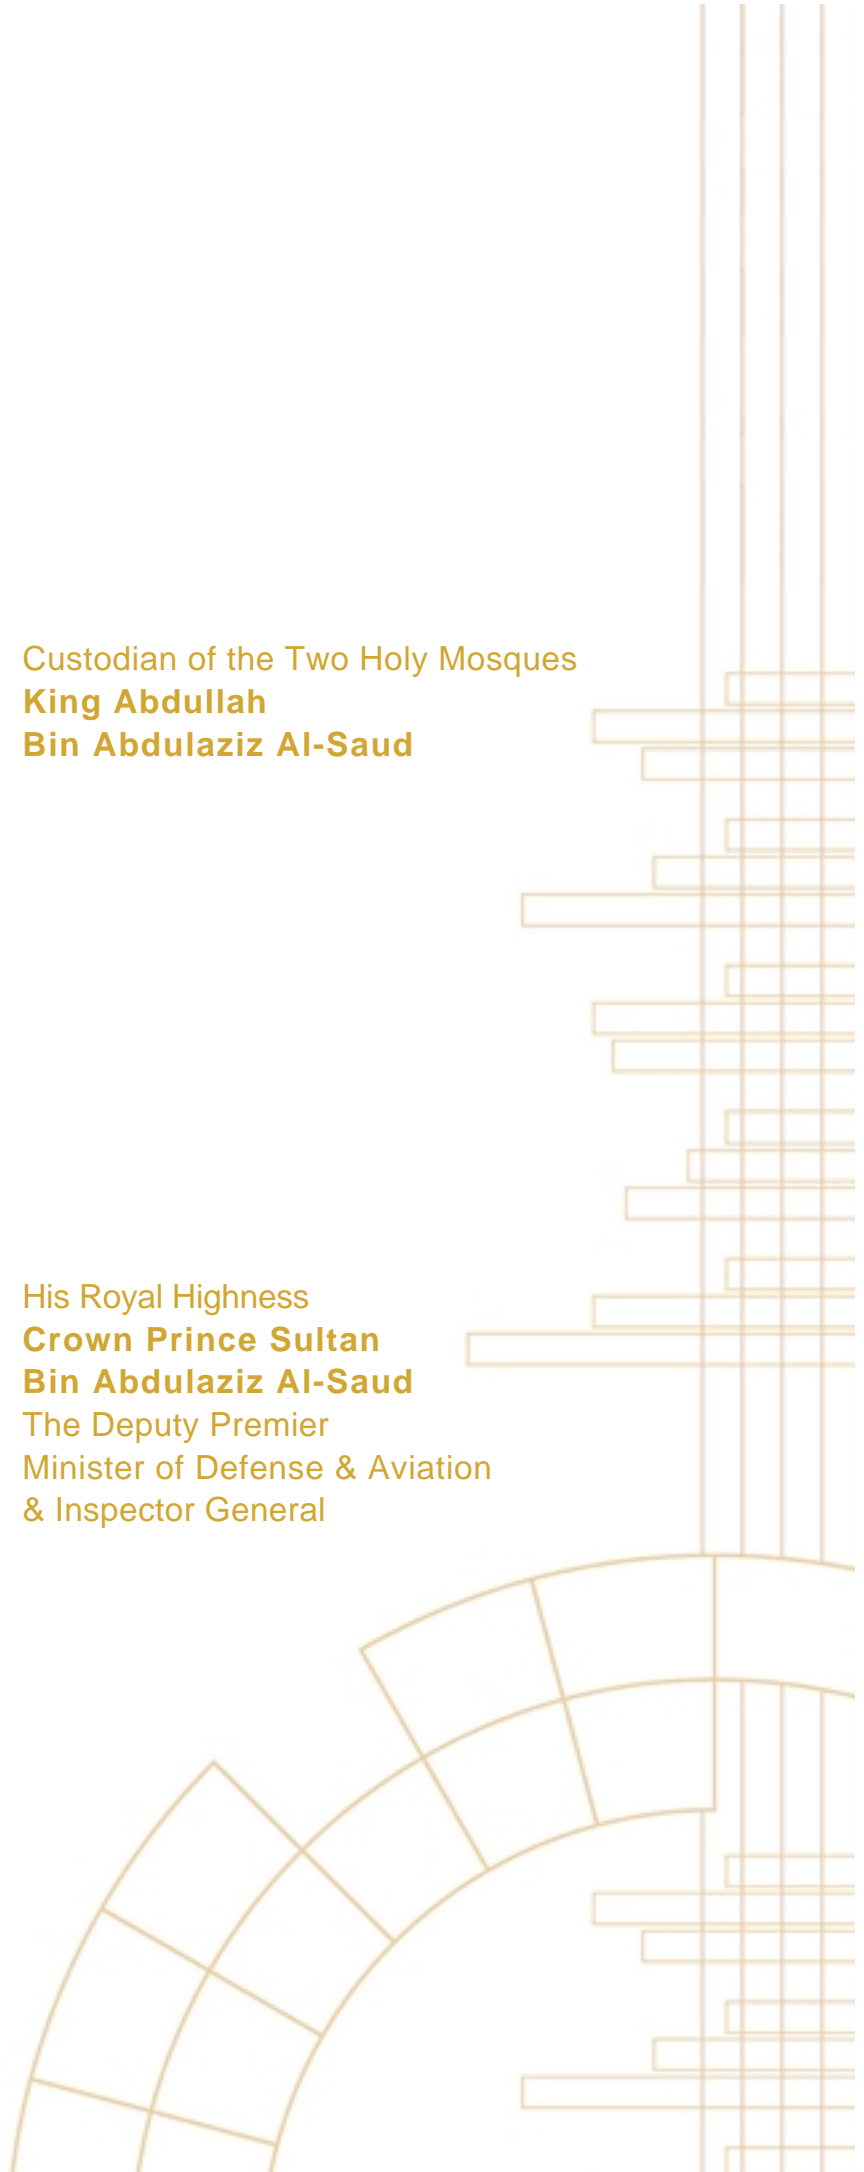 Custodian of the Two Holy Mosques
King Abdullah
Bin Abdulaziz Al-Saud
His Royal Highness
Crown Prince Sultan
Bin Abdulaziz Al-Saud
The Deputy Premier
Minister of Defense & Aviation
& Inspector General